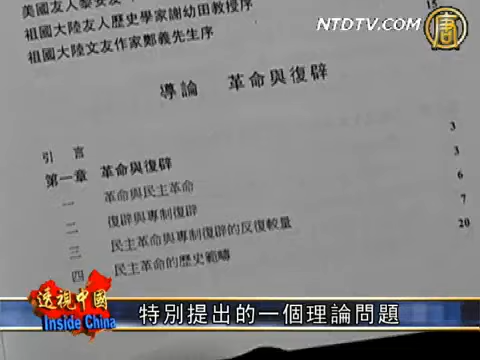 NTDTV.COM
美國友人黎安友
15
祖國大陸友人歷史學家謝幼田教授序
祖國大陸文友作家鄭義先生序
導論 革命與復辟
引言 3
第一章 革命與復辟 3
一 革命與民主革命 6
二 復辟與專制復辟 7
三 民主革命與專制復辟的反復較量 20
四 民主革命的歷史範疇
透視中國
Inside China
特別提出的一個理論問題